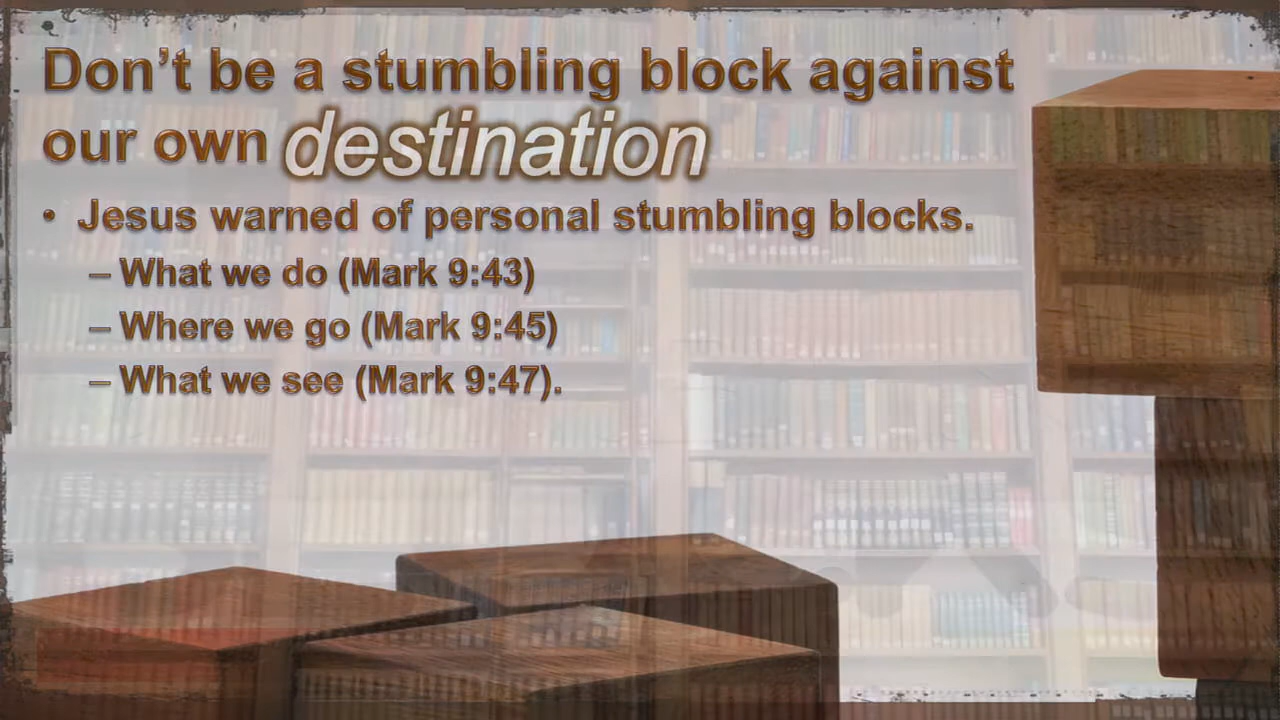 Don’t be a stumbling block against
our own destination
• Jesus warned of personal stumbling blocks.
– What we do (Mark 9:43)
– Where we go (Mark 9:45)
– What we see (Mark 9:47).